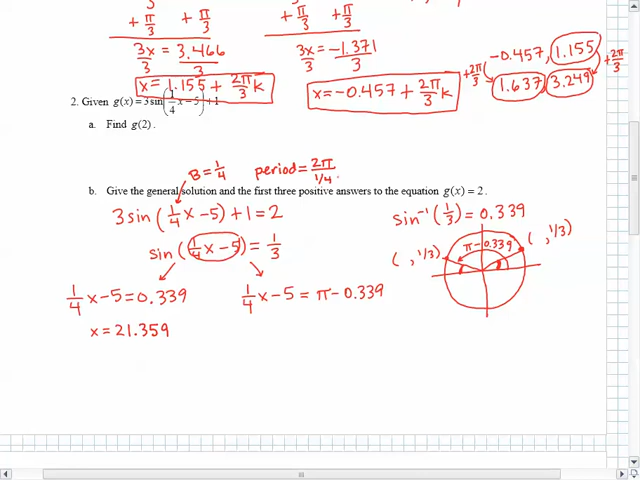 + π/3 + π/3 + π/3 + π/3
3x/3 = 3.466/3 3x/3 = -1.371/3
x = 1.155 + 2π/3 k x = -0.457 + 2π/3 k
-0.457, 1.155
+2π/3 1.637 3.249 +2π/3
2. Given g(x) = 3 sin(1/4 x - 5) + 1
a. Find g(2).
B = 1/4 period = 2π/1/4
b. Give the general solution and the first three positive answers to the equation g(x) = 2.
3 sin (1/4 x - 5) + 1 = 2
sin (1/4 x - 5) = 1/3
1/4 x - 5 = 0.339 1/4 x - 5 = π - 0.339
x = 21.359
sin⁻¹(1/3) = 0.339
( , 1/3) π - 0.339 ( , 1/3)